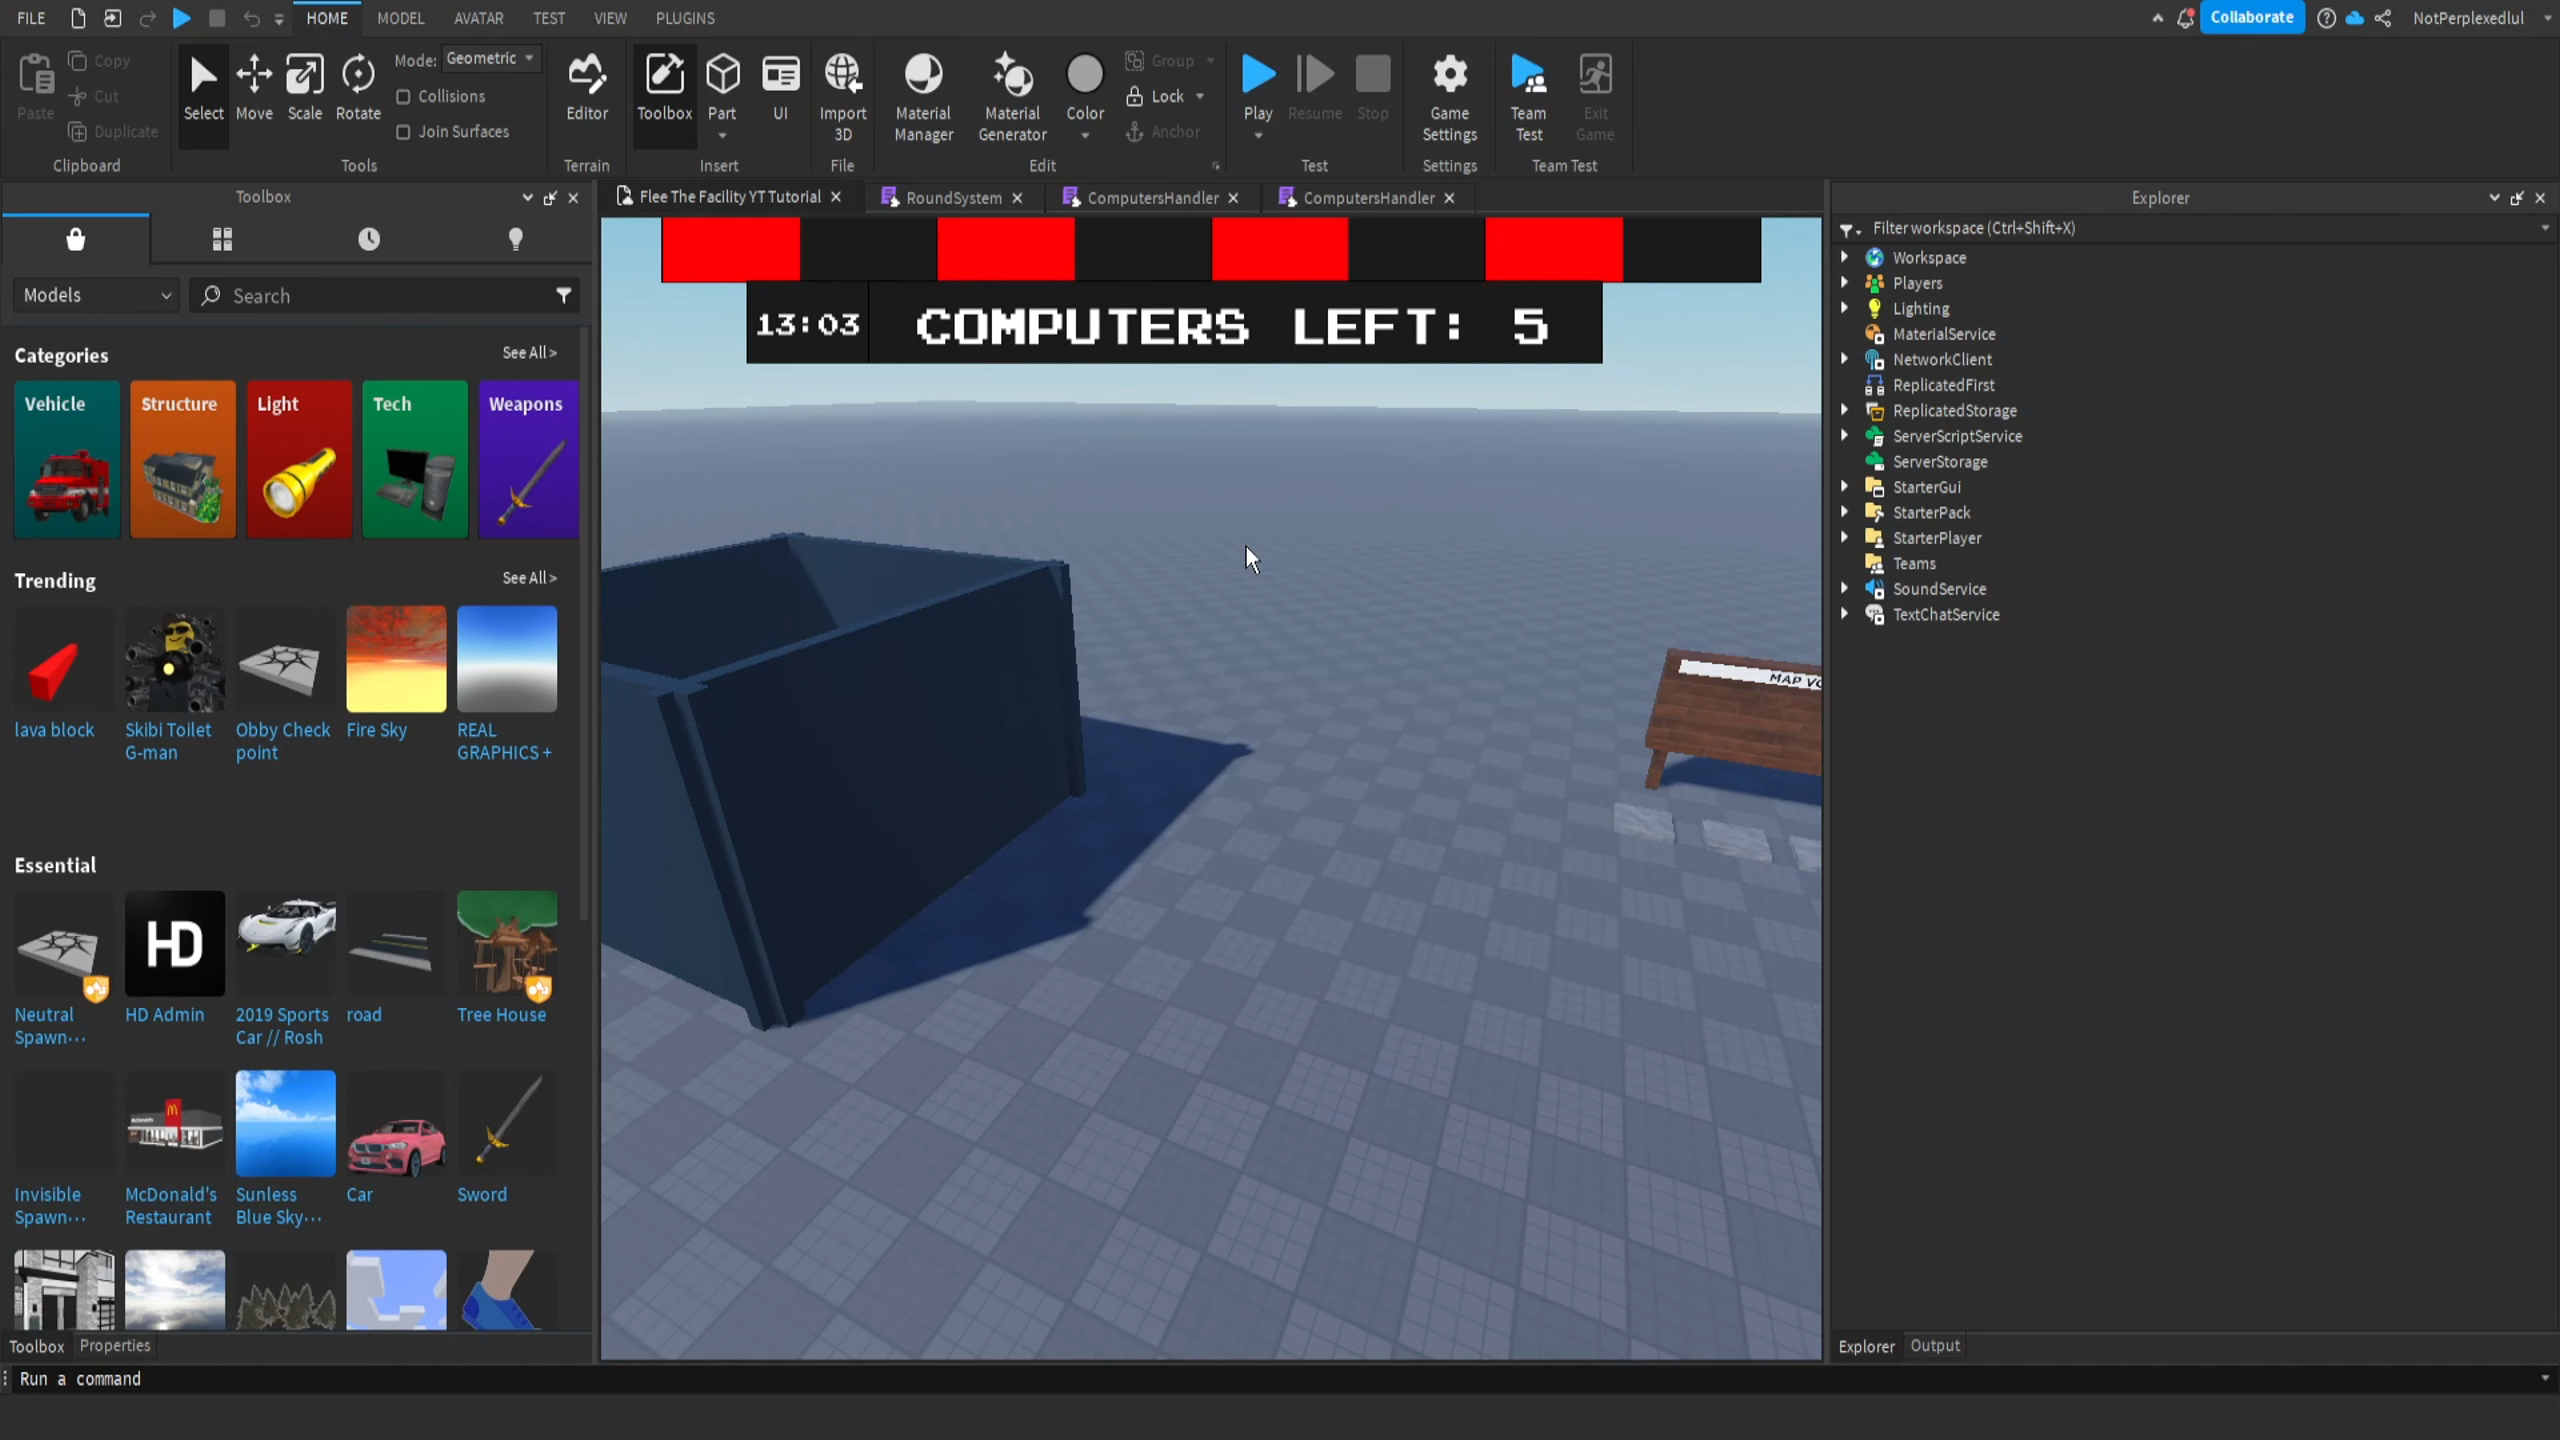 FILE HOME MODEL AVATAR TEST VIEW PLUGINS Collaborate NotPerplexedlul
Paste Copy Cut Duplicate Clipboard
Select Move Scale Rotate Mode: Geometric Collisions Join Surfaces Tools
Editor Terrain
Toolbox Part UI Insert
Import 3D File
Material Manager Material Generator Color Group Lock Anchor Edit
Play Resume Stop Test
Game Settings Settings
Team Test Exit Game Team Test
Toolbox
Flee The Facility YT Tutorial RoundSystem ComputersHandler ComputersHandler
Explorer
Models Search
Categories See All >
Vehicle Structure Light Tech Weapons
Trending See All >
lava block
Skibi Toilet G-man
Obby Check point
Fire Sky
REAL GRAPHICS +
Essential
HD
Neutral Spawn...
HD Admin
2019 Sports Car // Rosh
road
Tree House
Invisible Spawn...
McDonald's Restaurant
Sunless Blue Sky...
Car
Sword
Toolbox Properties
13:03 COMPUTERS LEFT: 5
MAP VO
Filter workspace (Ctrl+Shift+X)
Workspace
Players
Lighting
MaterialService
NetworkClient
ReplicatedFirst
ReplicatedStorage
ServerScriptService
ServerStorage
StarterGui
StarterPack
StarterPlayer
Teams
SoundService
TextChatService
Explorer Output
Run a command